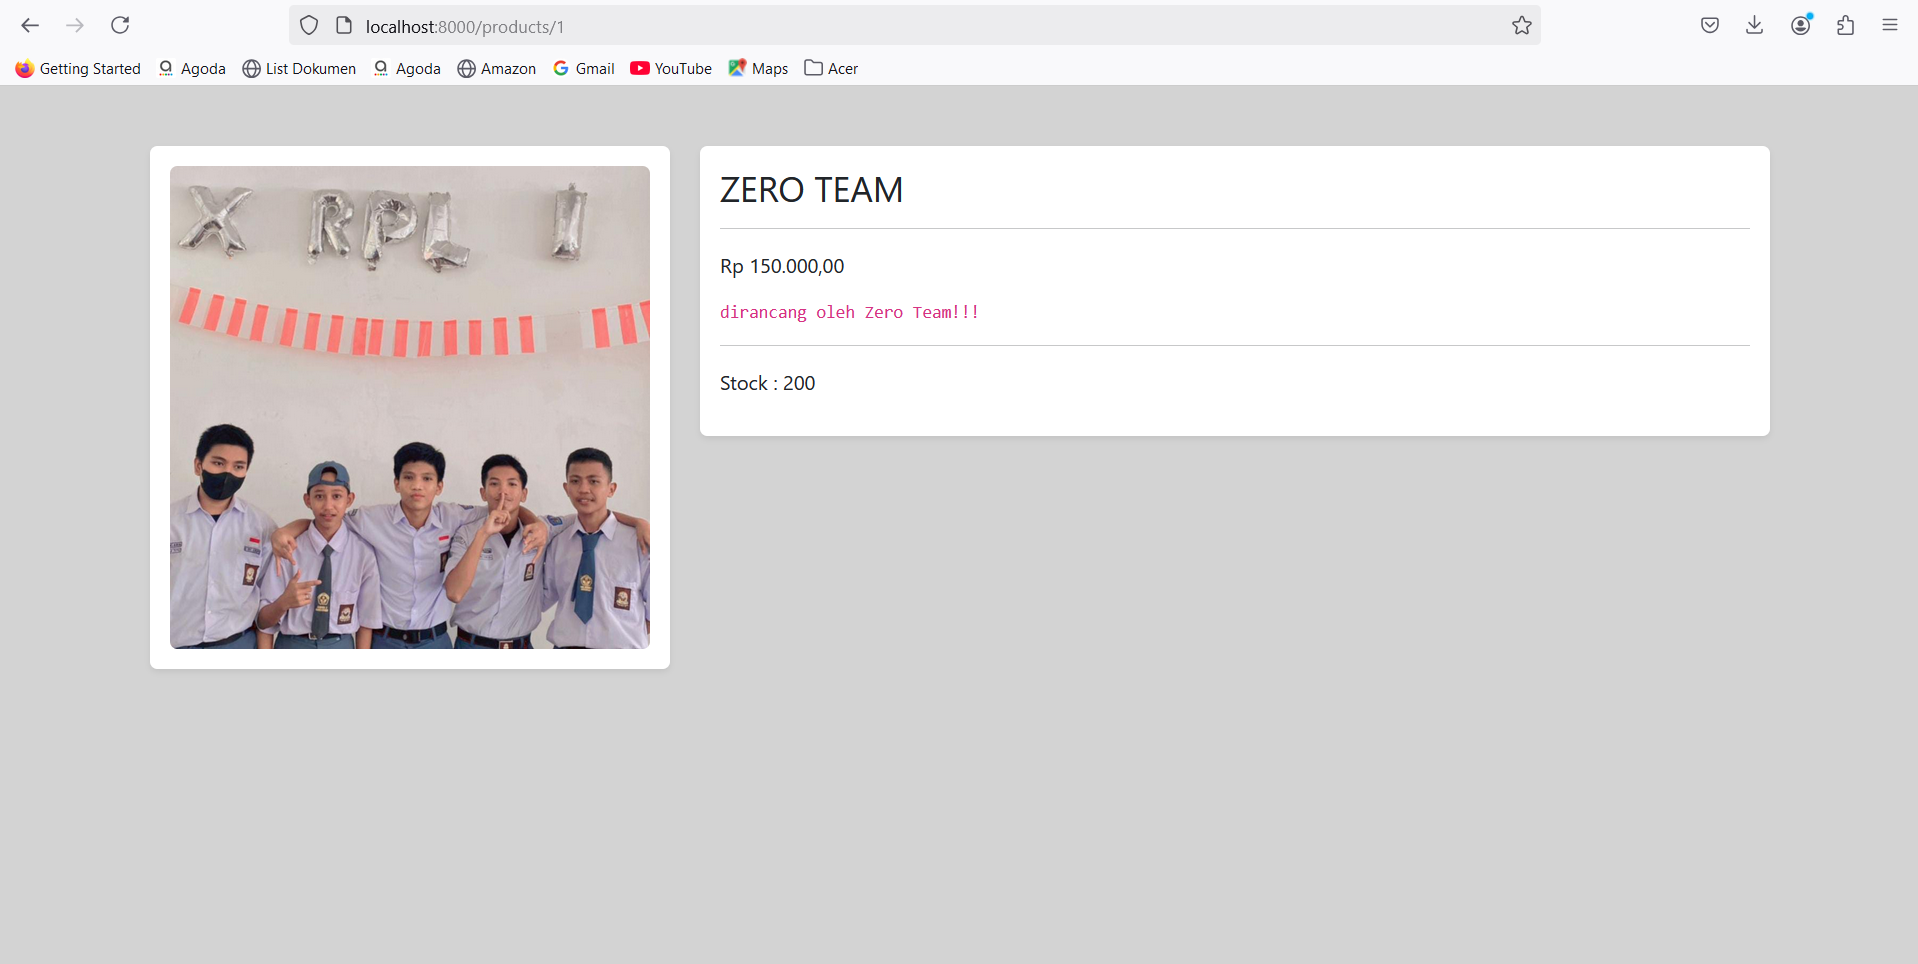 localhost:8000/products/1
Getting Started
Agoda
List Dokumen
Agoda
Amazon
Gmail
YouTube
Maps
Acer
X RPL I
ZERO TEAM
Rp 150.000,00
dirancang oleh Zero Team!!!
Stock : 200